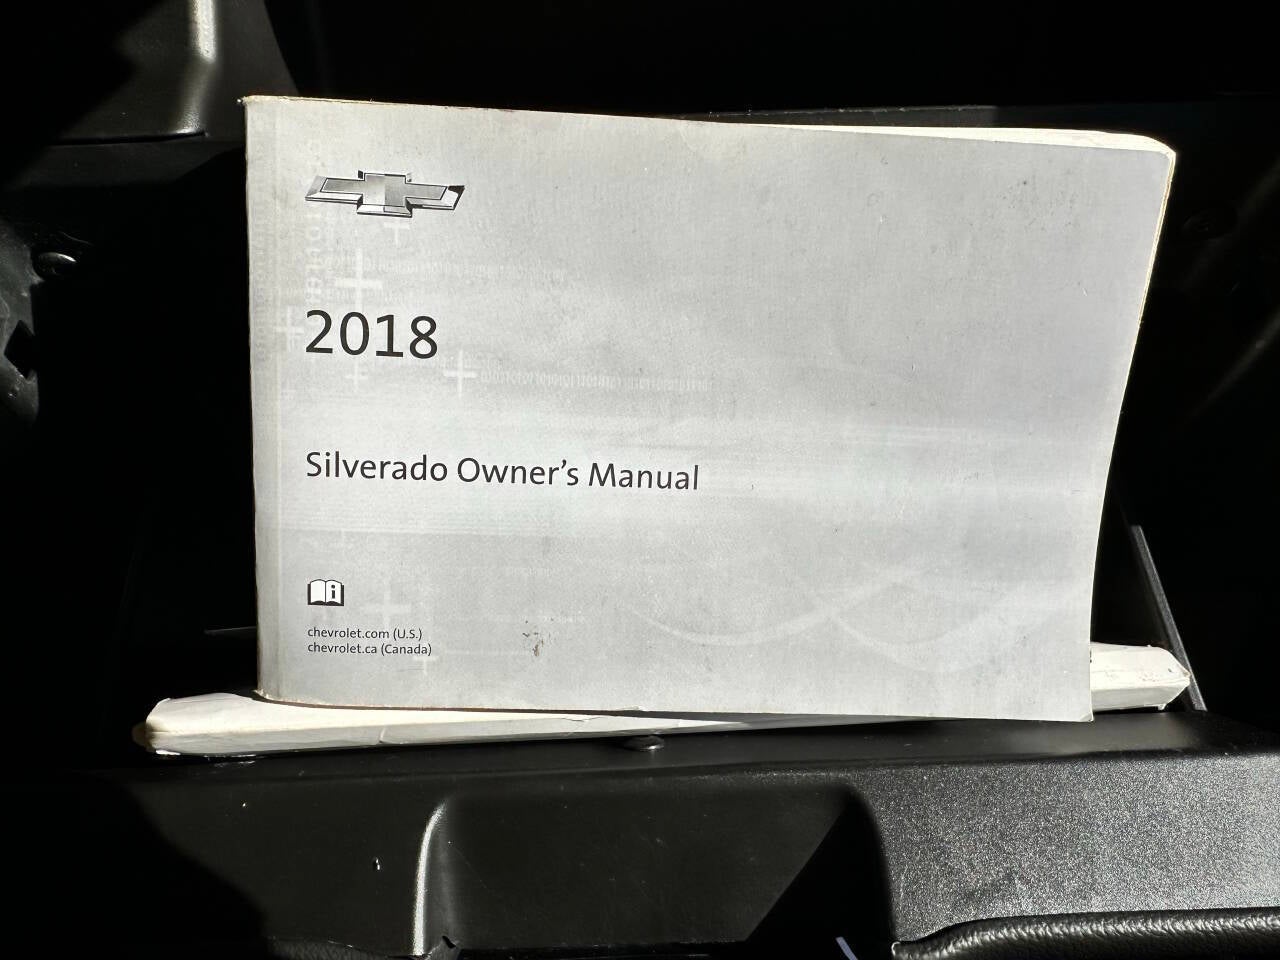 2018
Silverado Owner's Manual
i
chevrolet.com (U.S.)
chevrolet.ca (Canada)